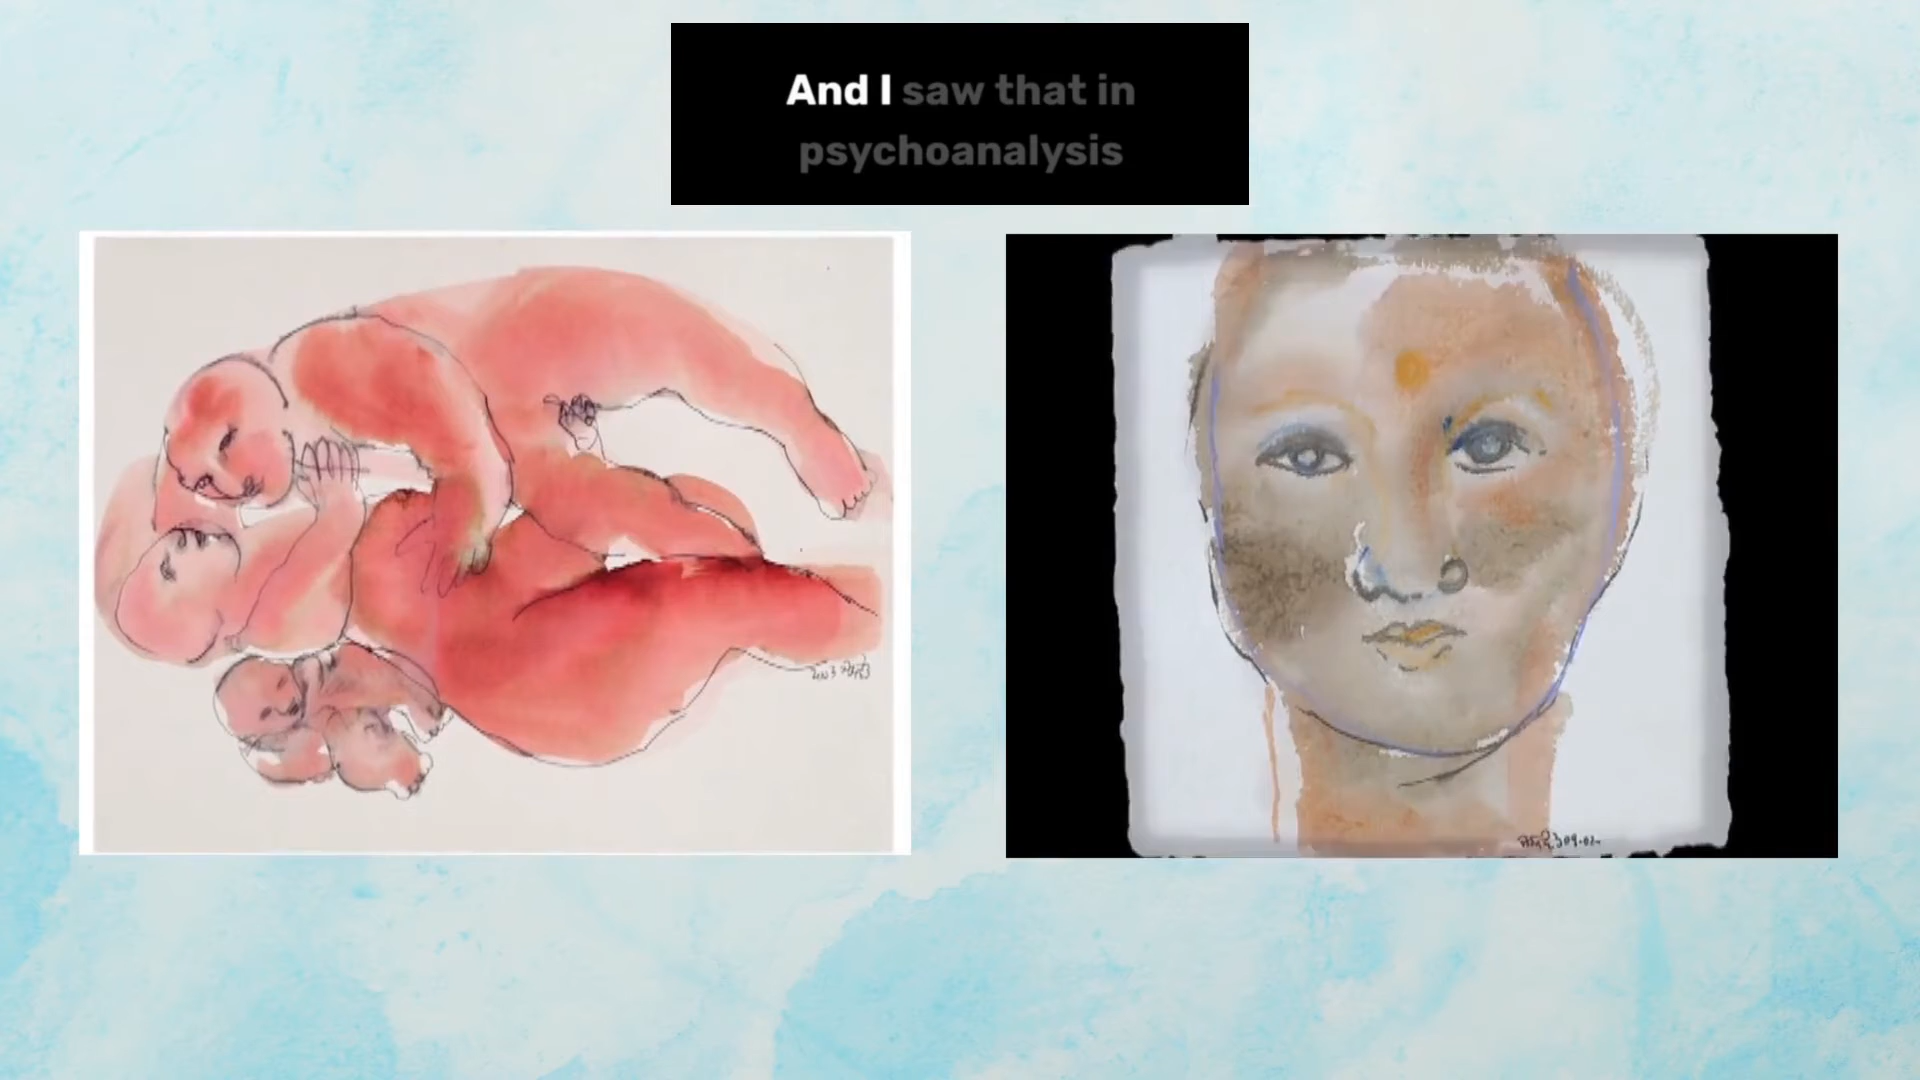 And I saw that in
psychoanalysis